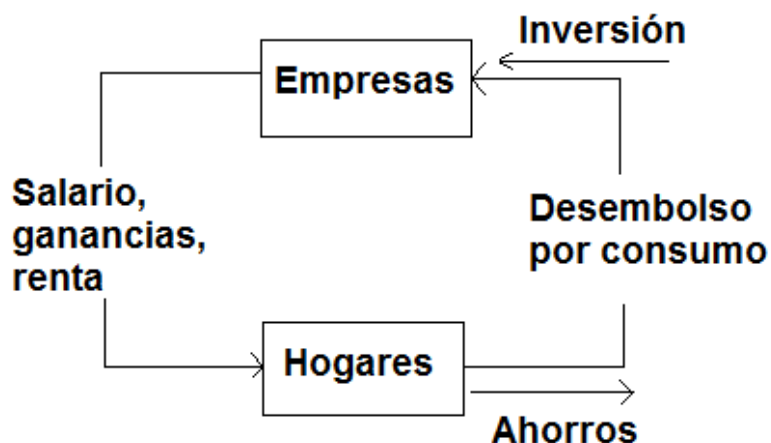 Inversión
Empresas
Salario,
ganancias,
renta
Desembolso
por consumo
Hogares
Ahorros